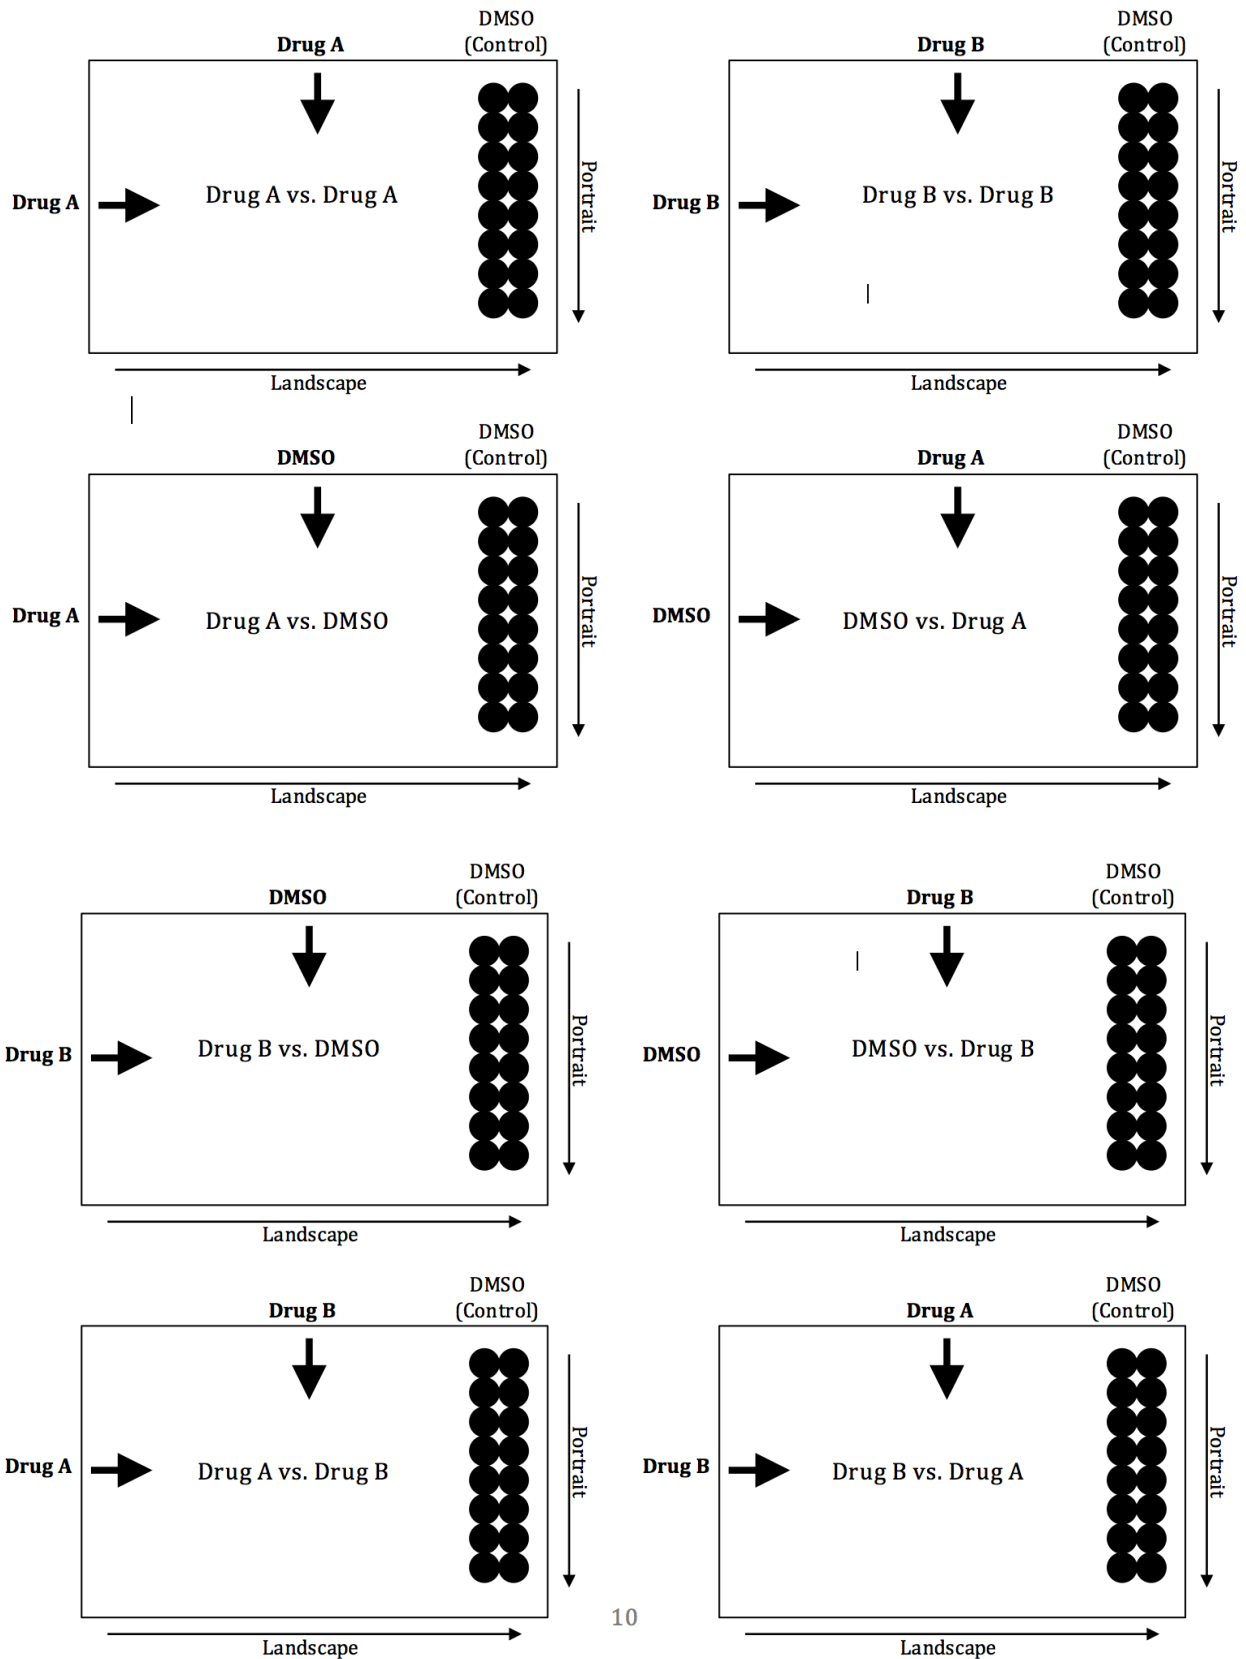 DMSO
Drug A (Control)
Drug A
Drug A vs. Drug A
Portrait
Landscape
DMSO
Drug B (Control)
Drug B
Drug B vs. Drug B
Portrait
Landscape
DMSO
DMSO (Control)
Drug A
Drug A vs. DMSO
Portrait
Landscape
DMSO
Drug A (Control)
DMSO
DMSO vs. Drug A
Portrait
Landscape
DMSO
DMSO (Control)
Drug B
Drug B vs. DMSO
Portrait
Landscape
DMSO
Drug B (Control)
DMSO
DMSO vs. Drug B
Portrait
Landscape
DMSO
Drug B (Control)
Drug A
Drug A vs. Drug B
Portrait
Landscape
DMSO
Drug A (Control)
Drug B
Drug B vs. Drug A
Portrait
Landscape
10